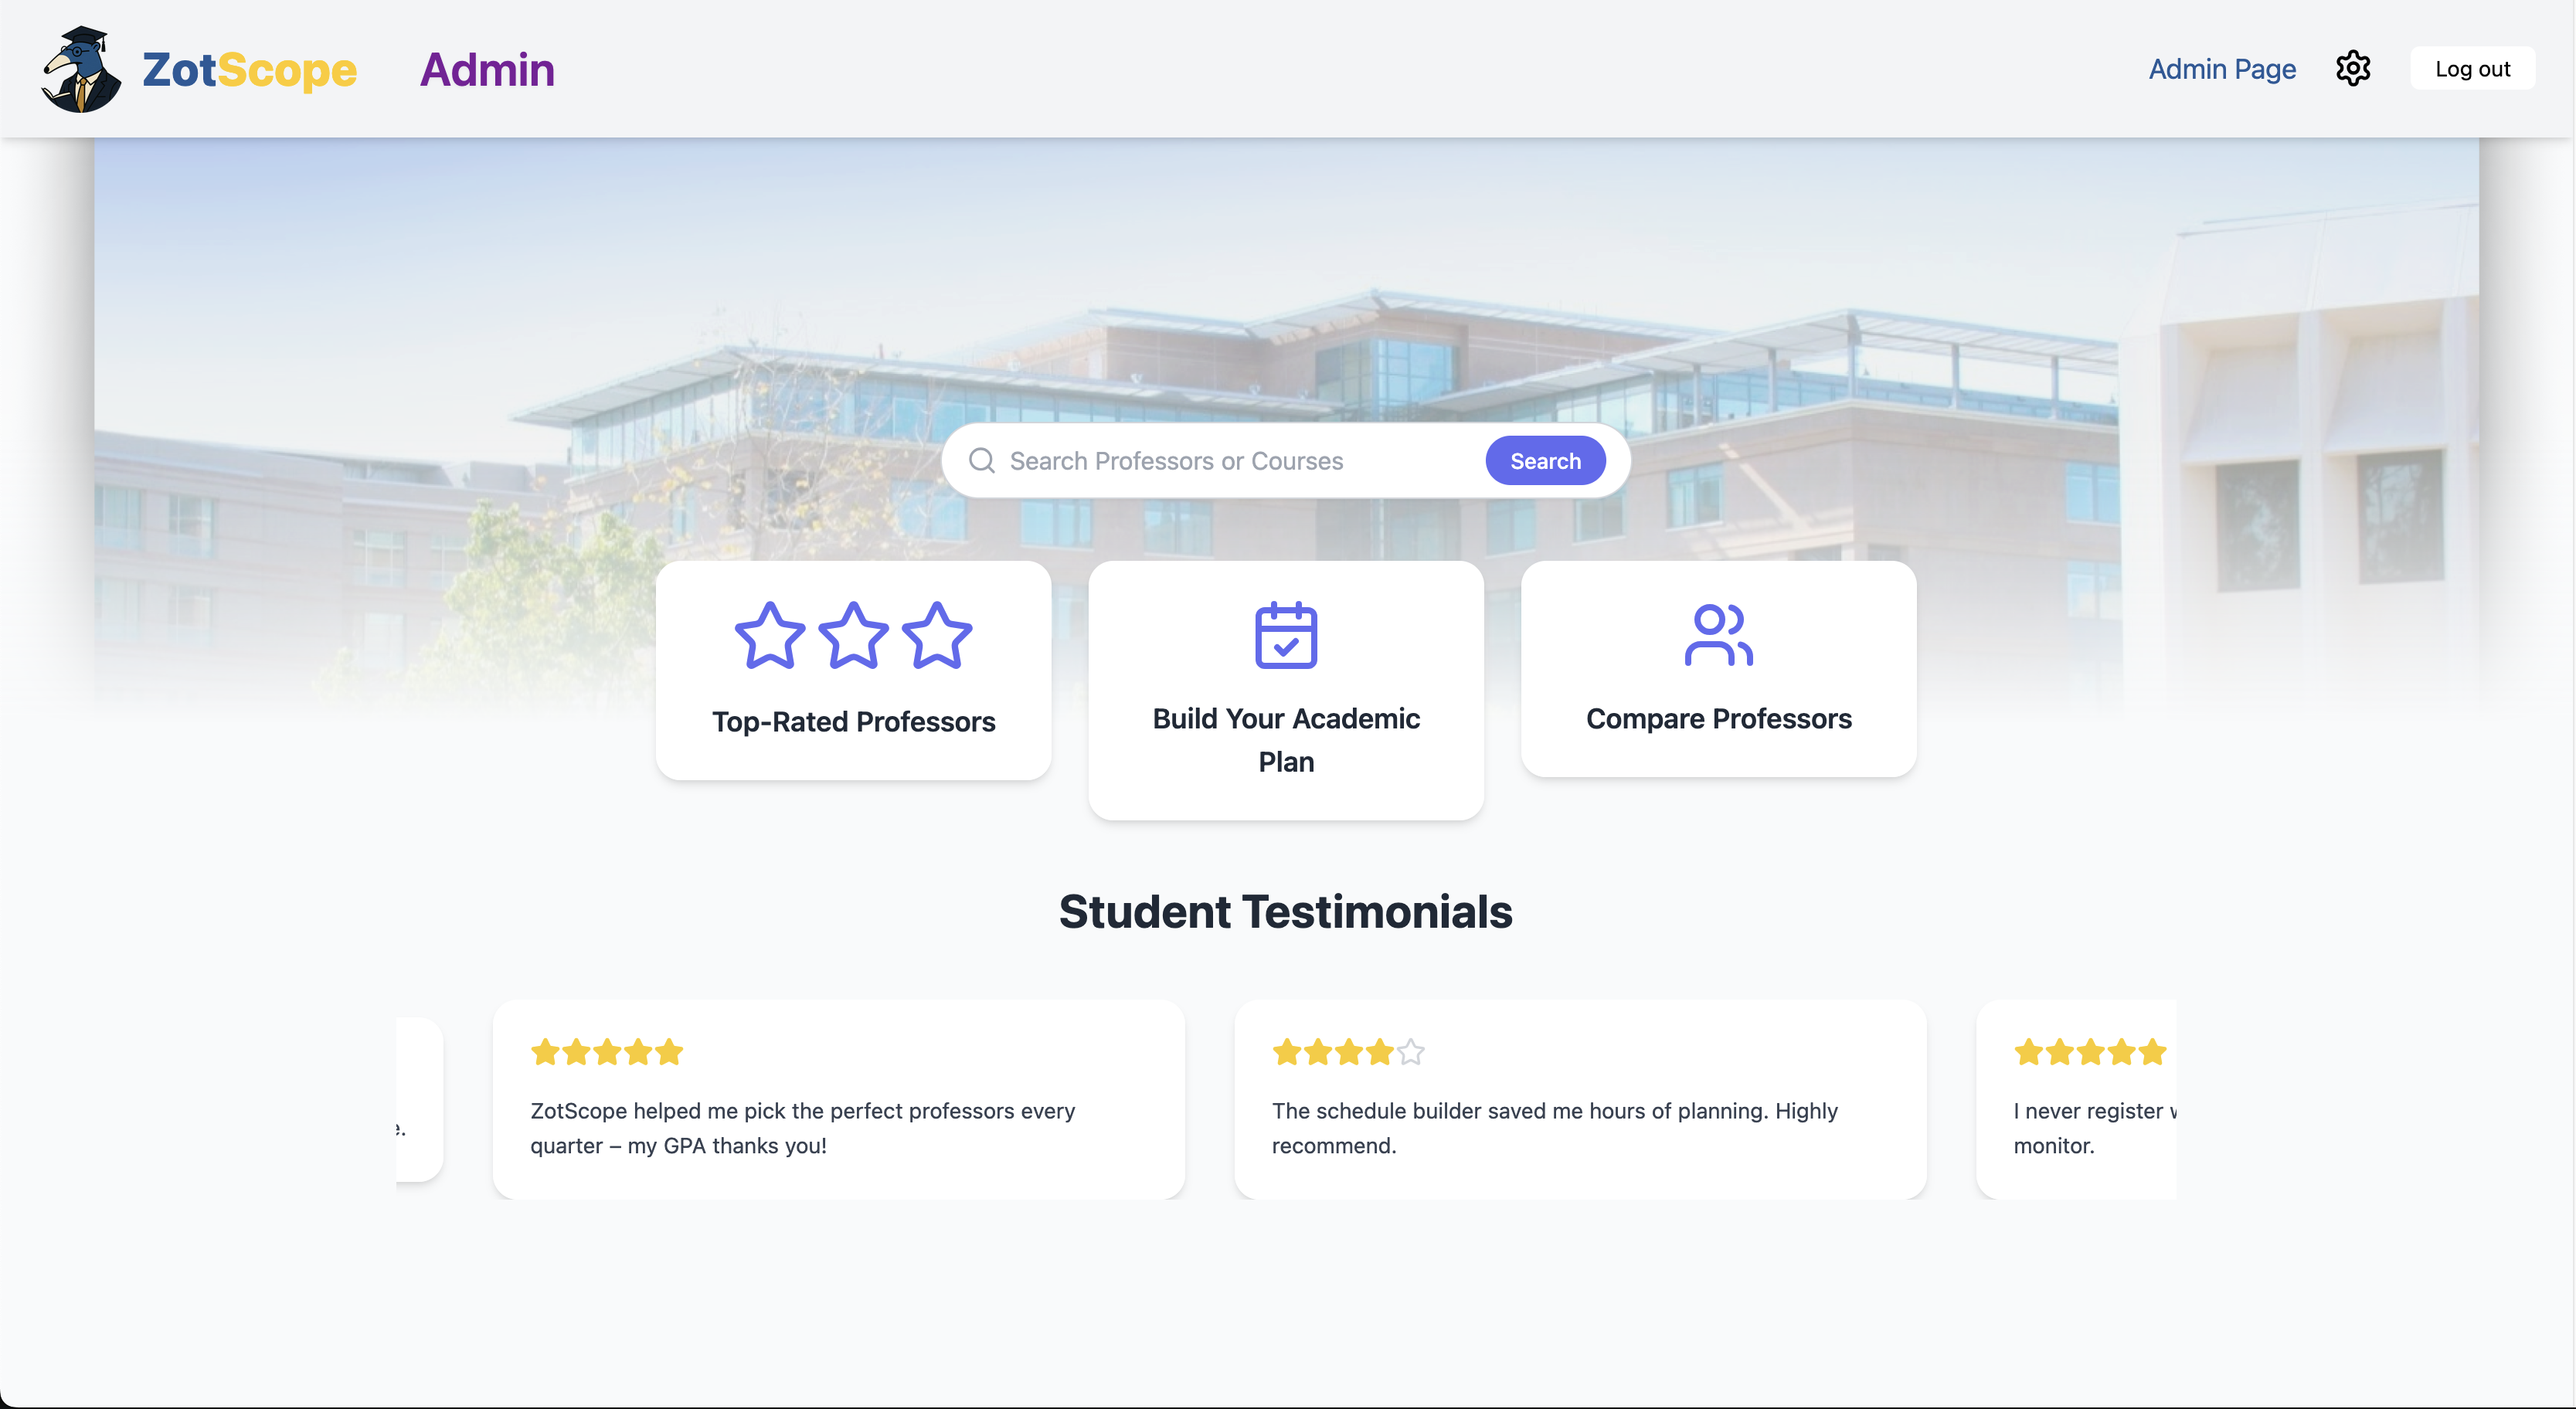 ZotScope Admin Admin Page Log out
Search Professors or Courses Search
Top-Rated Professors
Build Your Academic
Plan
Compare Professors
Student Testimonials
e.
ZotScope helped me pick the perfect professors every
quarter – my GPA thanks you!
The schedule builder saved me hours of planning. Highly
recommend.
I never register
monitor.